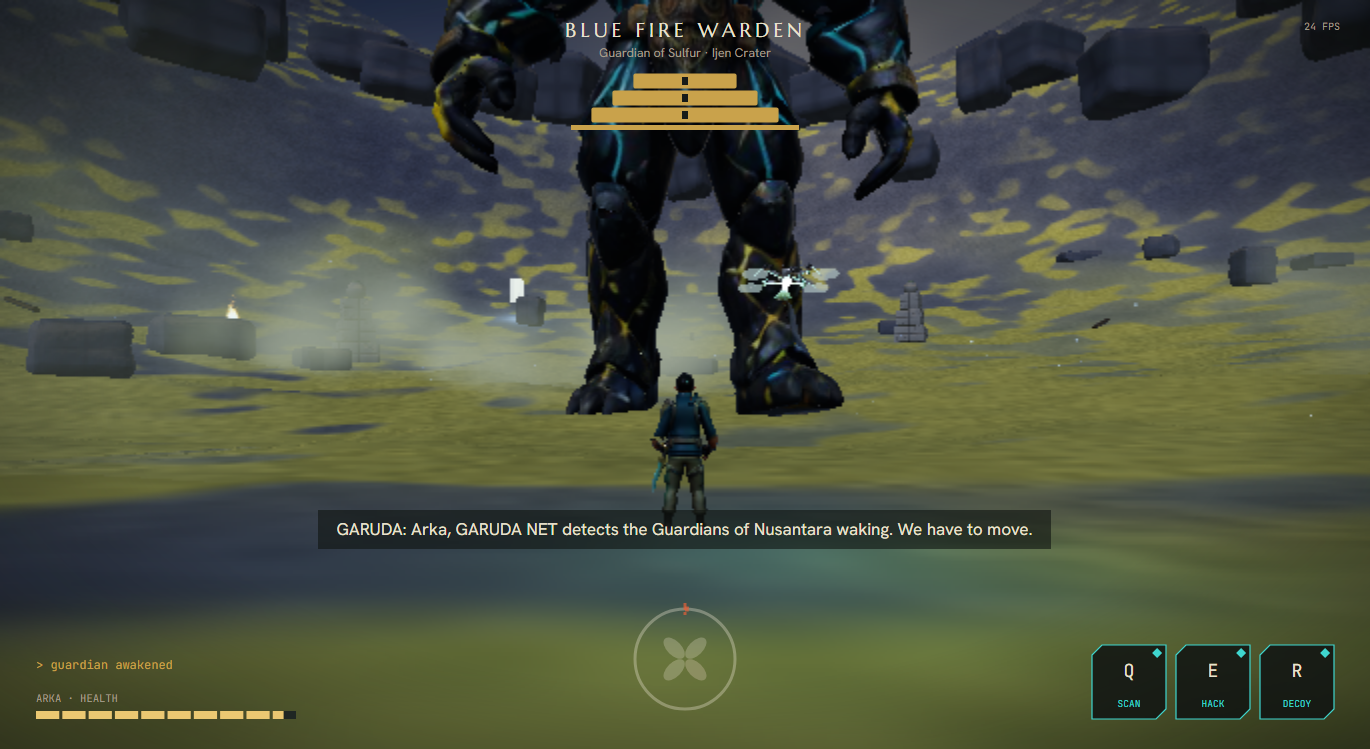 BLUE FIRE WARDEN
24 FPS
Guardian of Sulfur · Ijen Crater
GARUDA: Arka, GARUDA NET detects the Guardians of Nusantara waking. We have to move.
> guardian awakened
ARKA · HEALTH
Q
SCAN
E
HACK
R
DECOY